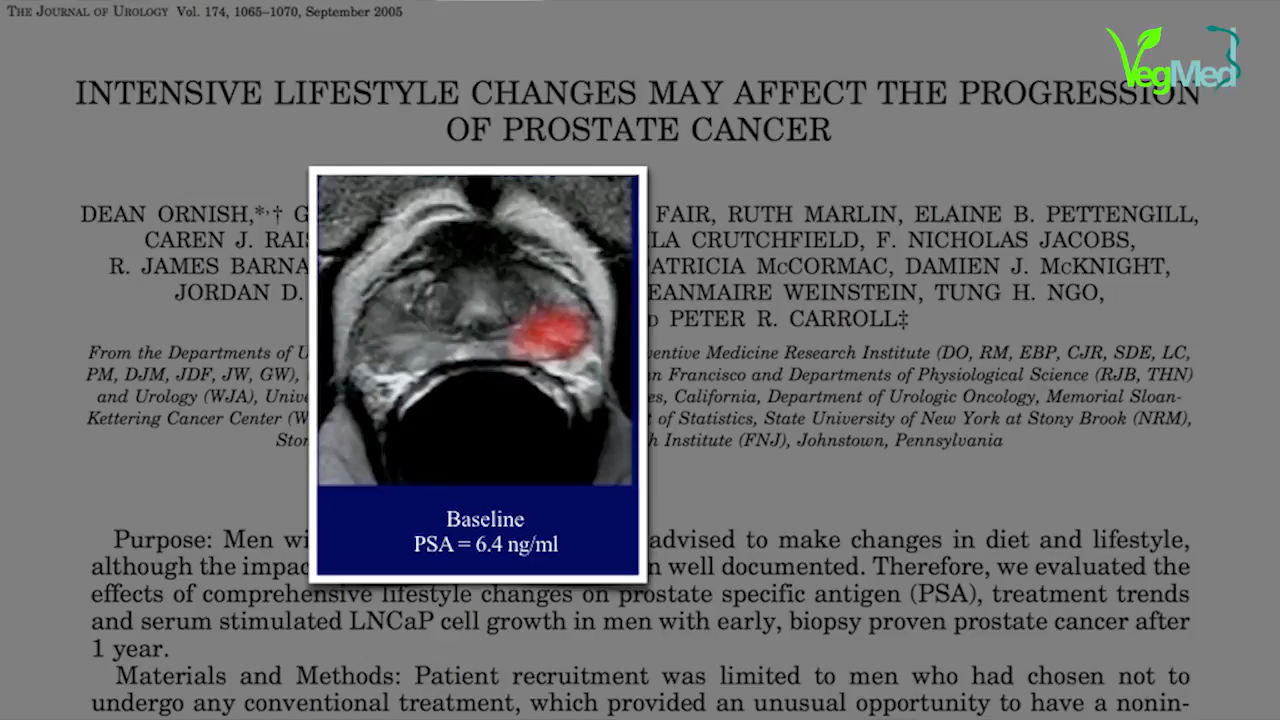 THE JOURNAL OF UROLOGY Vol. 174, 1065–1070, September 2005
VegMed
INTENSIVE LIFESTYLE CHANGES MAY AFFECT THE PROGRESSION
OF PROSTATE CANCER
DEAN ORNISH,*,† G FAIR, RUTH MARLIN, ELAINE B. PETTENGILL,
CAREN J. RAIS LA CRUTCHFIELD, F. NICHOLAS JACOBS,
R. JAMES BARNA ATRICIA McCORMAC, DAMIEN J. McKNIGHT,
JORDAN D. EANMAIRE WEINSTEIN, TUNG H. NGO,
PETER R. CARROLL‡
From the Departments of U ventive Medicine Research Institute (DO, RM, EBP, CJR, SDE, LC,
PM, DJM, JDF, JW, GW), n Francisco and Departments of Physiological Science (RJB, THN)
and Urology (WJA), Unive es, California, Department of Urologic Oncology, Memorial Sloan-
Kettering Cancer Center (W t of Statistics, State University of New York at Stony Brook (NRM),
Ston h Institute (FNJ), Johnstown, Pennsylvania
Baseline
PSA = 6.4 ng/ml
Purpose: Men wi advised to make changes in diet and lifestyle,
although the impac n well documented. Therefore, we evaluated the
effects of comprehensive lifestyle changes on prostate specific antigen (PSA), treatment trends
and serum stimulated LNCaP cell growth in men with early, biopsy proven prostate cancer after
1 year.
Materials and Methods: Patient recruitment was limited to men who had chosen not to
undergo any conventional treatment, which provided an unusual opportunity to have a nonin-